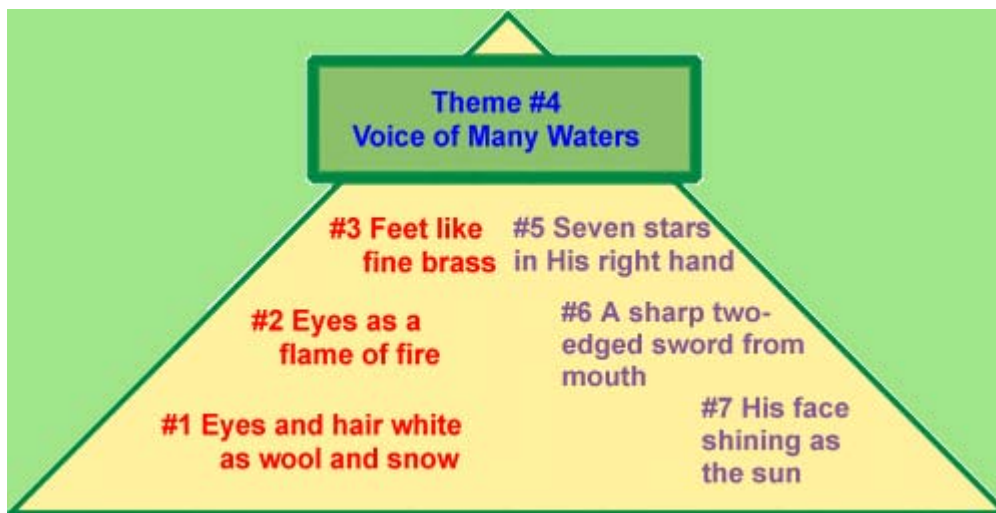 Theme #4
Voice of Many Waters
#3 Feet like
fine brass
#5 Seven stars
in His right hand
#2 Eyes as a
flame of fire
#6 A sharp two-
edged sword from
mouth
#1 Eyes and hair white
as wool and snow
#7 His face
shining as
the sun